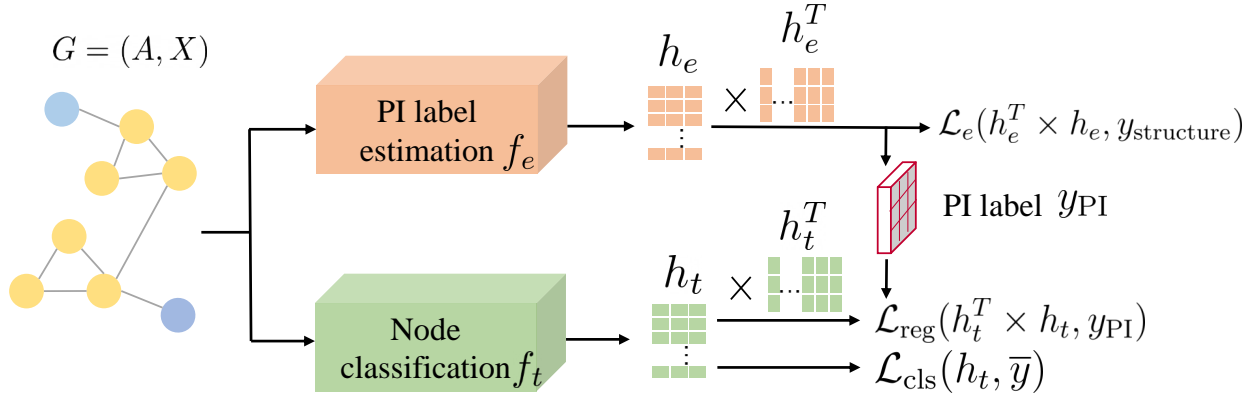 G = (A, X)
PI label
estimation f_e
h_e
×
h_e^T
...
⋮
ℒ_e(h_e^T × h_e, y_structure)
PI label y_PI
Node
classification f_t
h_t
×
h_t^T
...
⋮
ℒ_reg(h_t^T × h_t, y_PI)
ℒ_cls(h_t, y̅)